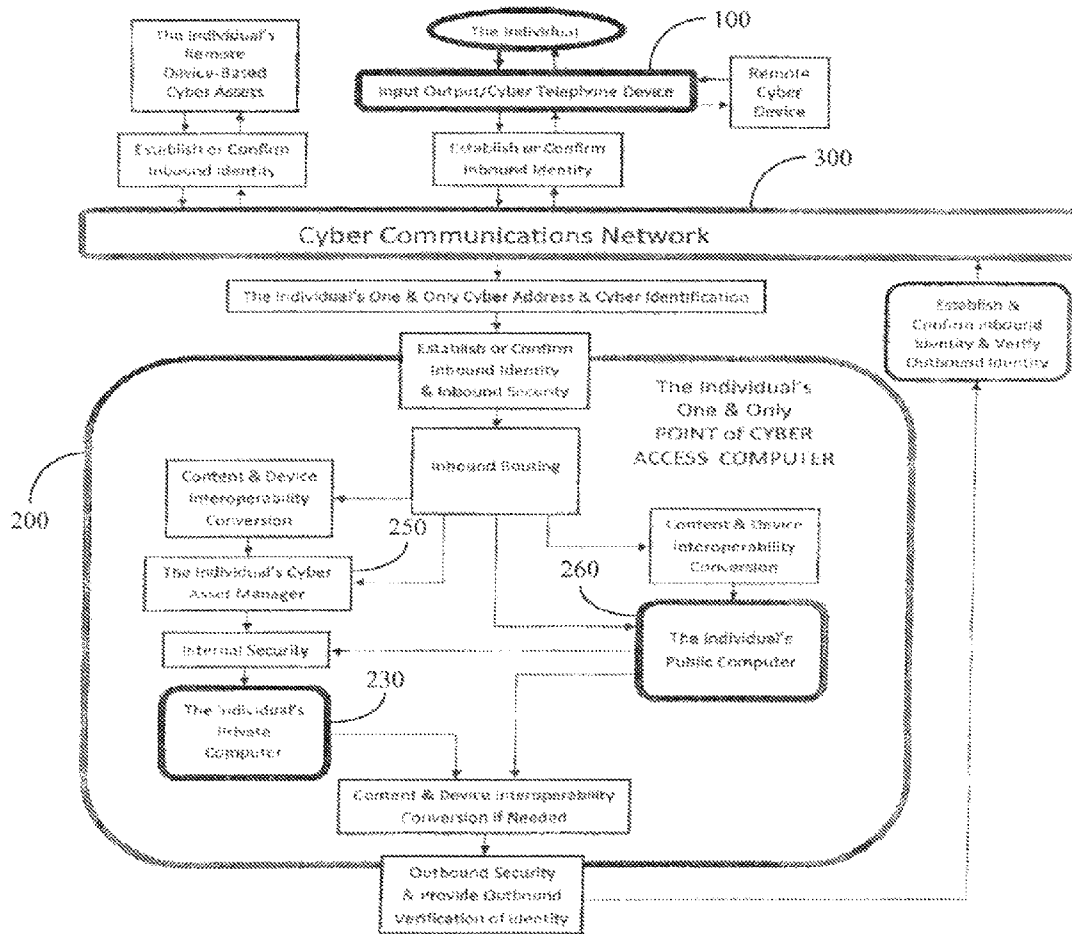 100
The Individual's
Remote
Device-Based
Cyber Assets
The Individual
Input Output/Cyber Telephone Device
Remote
Cyber
Device
Establish or Confirm
Inbound Identity
Establish or Confirm
Inbound Identity
300
Cyber Communications Network
The Individual's One & Only Cyber Address & Cyber Identification
Establish &
Confirm Inbound
Identity & Verify
Outbound Identity
Establish or Confirm
Inbound Identity
& Inbound Security
The Individual's
One & Only
POINT of CYBER
ACCESS COMPUTER
200
Inbound Routing
Content & Device
Interoperability
Conversion
250
Content & Device
Interoperability
Conversion
The Individual's Cyber
Asset Manager
260
Internal Security
The Individual's
Public Computer
230
The Individual's
Private
Computer
Content & Device Interoperability
Conversion if Needed
Outbound Security
& Provide Outbound
Verification of Identity